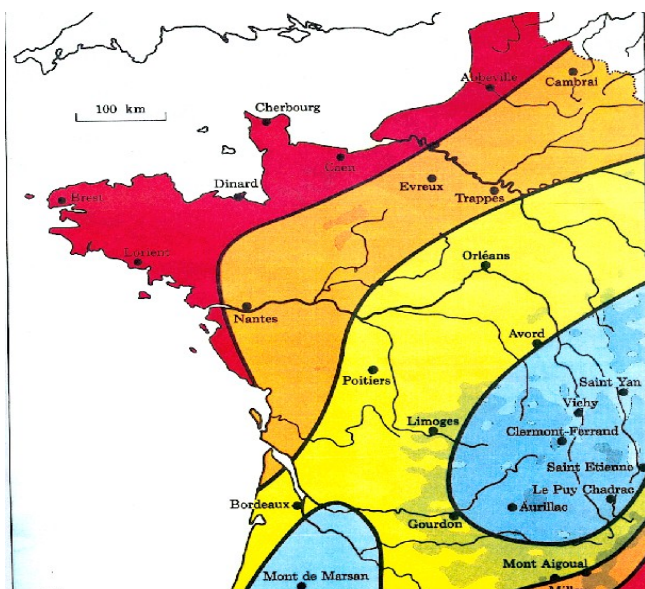 Abbeville
Cambrai
100 km
Cherbourg
Caen
Evreux
Trappes
Dinard
Brest
Lorient
Orléans
Nantes
Avord
Poitiers
Saint Yan
Vichy
Limoges
Clermont-Ferrand
Saint Etienne
Le Puy Chadrac
Bordeaux
Aurillac
Gourdon
Mont Aigoual
Mont de Marsan